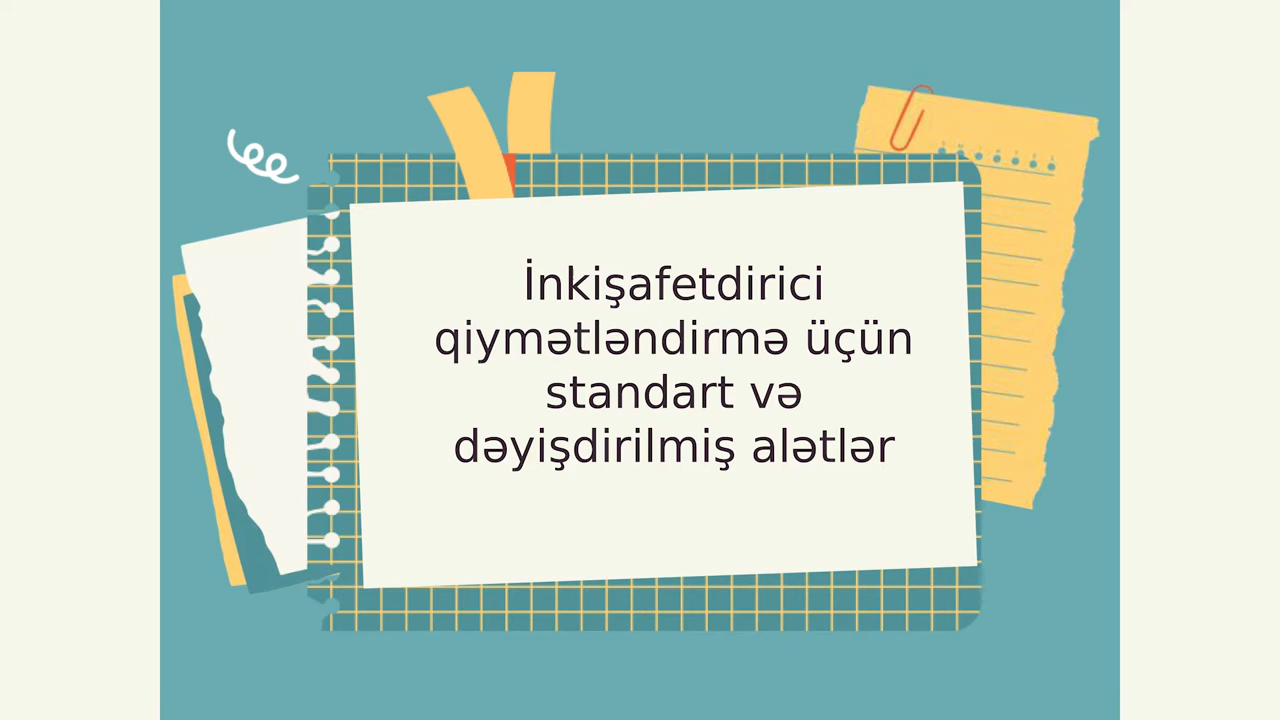 İnkişafetdirici
qiymətləndirmə üçün
standart və
dəyişdirilmiş alətlər